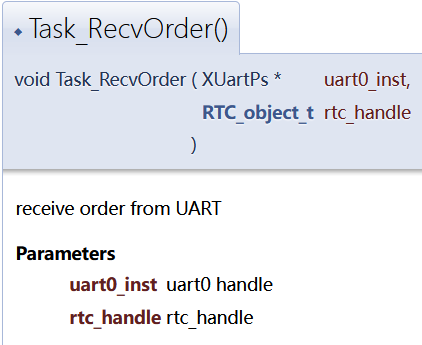 Task_RecvOrder()
void Task_RecvOrder ( XUartPs * uart0_inst,
RTC_object_t rtc_handle
)
receive order from UART
Parameters
uart0_inst uart0 handle
rtc_handle rtc_handle